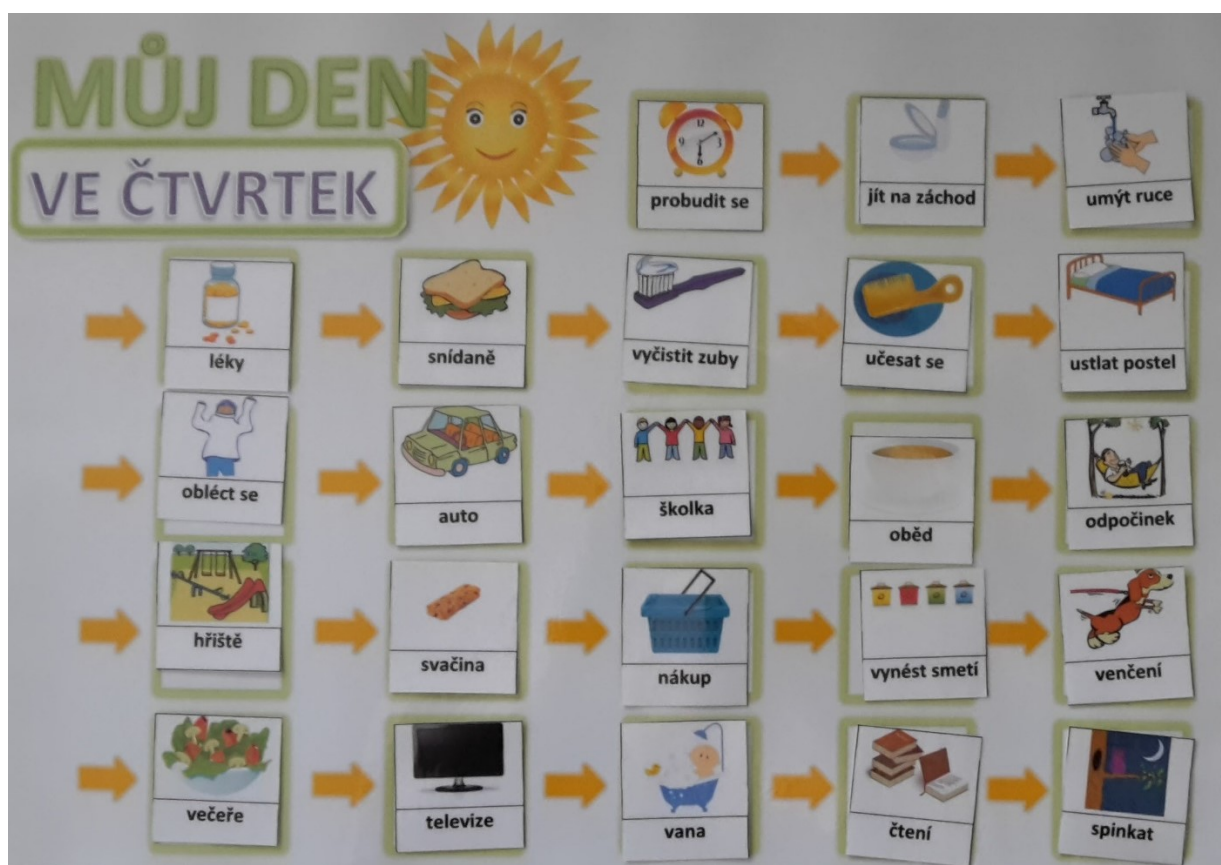 MŮJ DEN
VE ČTVRTEK
probudit se
jít na záchod
umýt ruce
léky
snídaně
vyčistit zuby
učesat se
ustlat postel
obléct se
auto
školka
oběd
odpočinek
hřiště
svačina
nákup
vynést smetí
venčení
večeře
televize
vana
čtení
spinkat